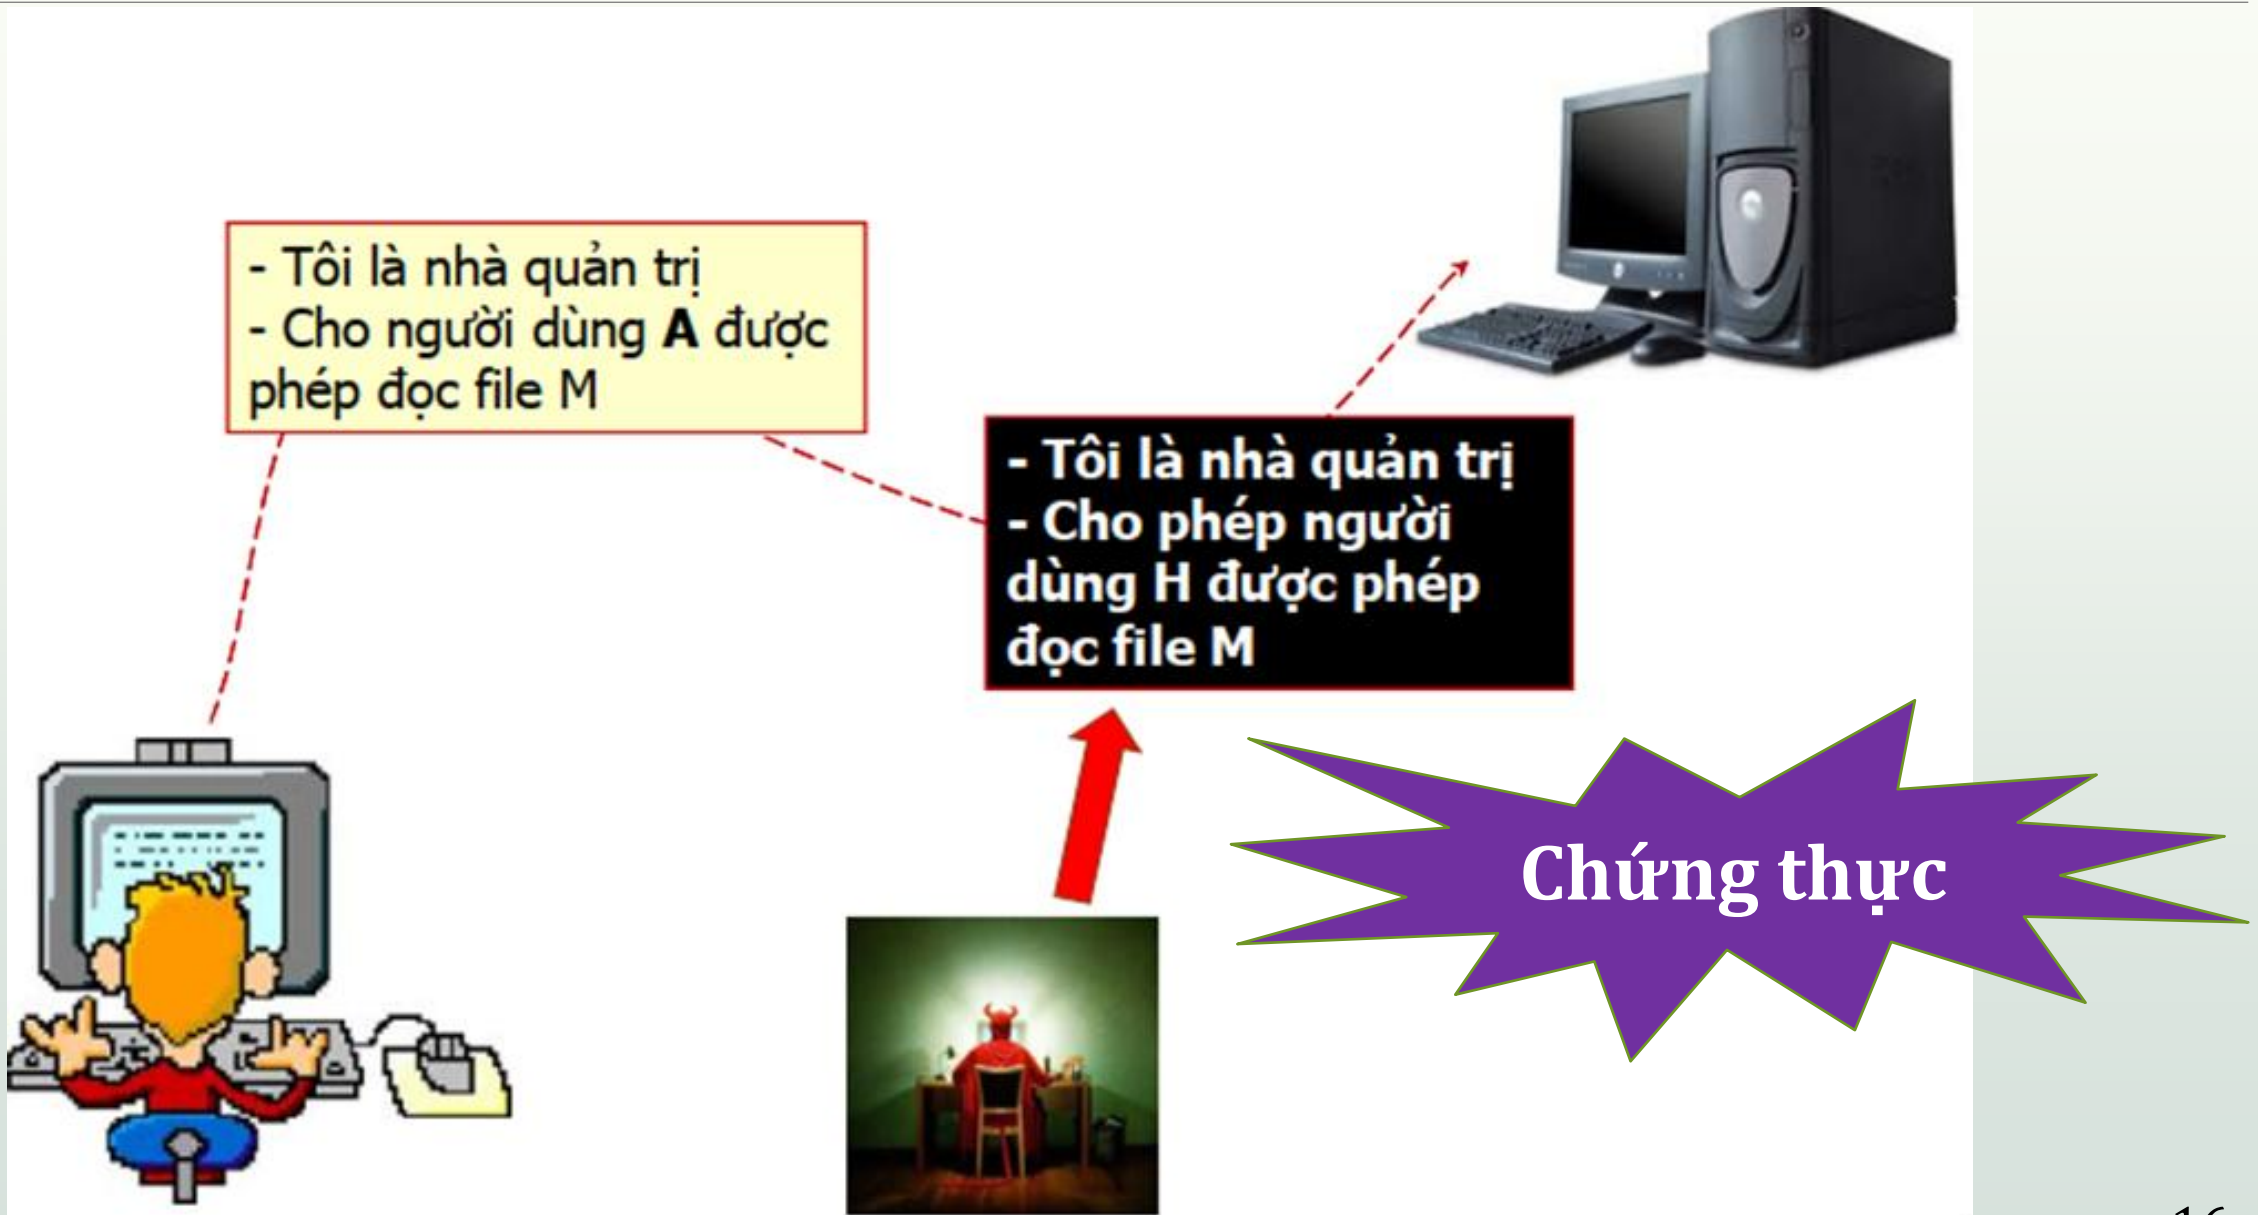 - Tôi là nhà quản trị
- Cho người dùng A được
phép đọc file M
- Tôi là nhà quản trị
- Cho phép người
dùng H được phép
đọc file M
Chứng thực